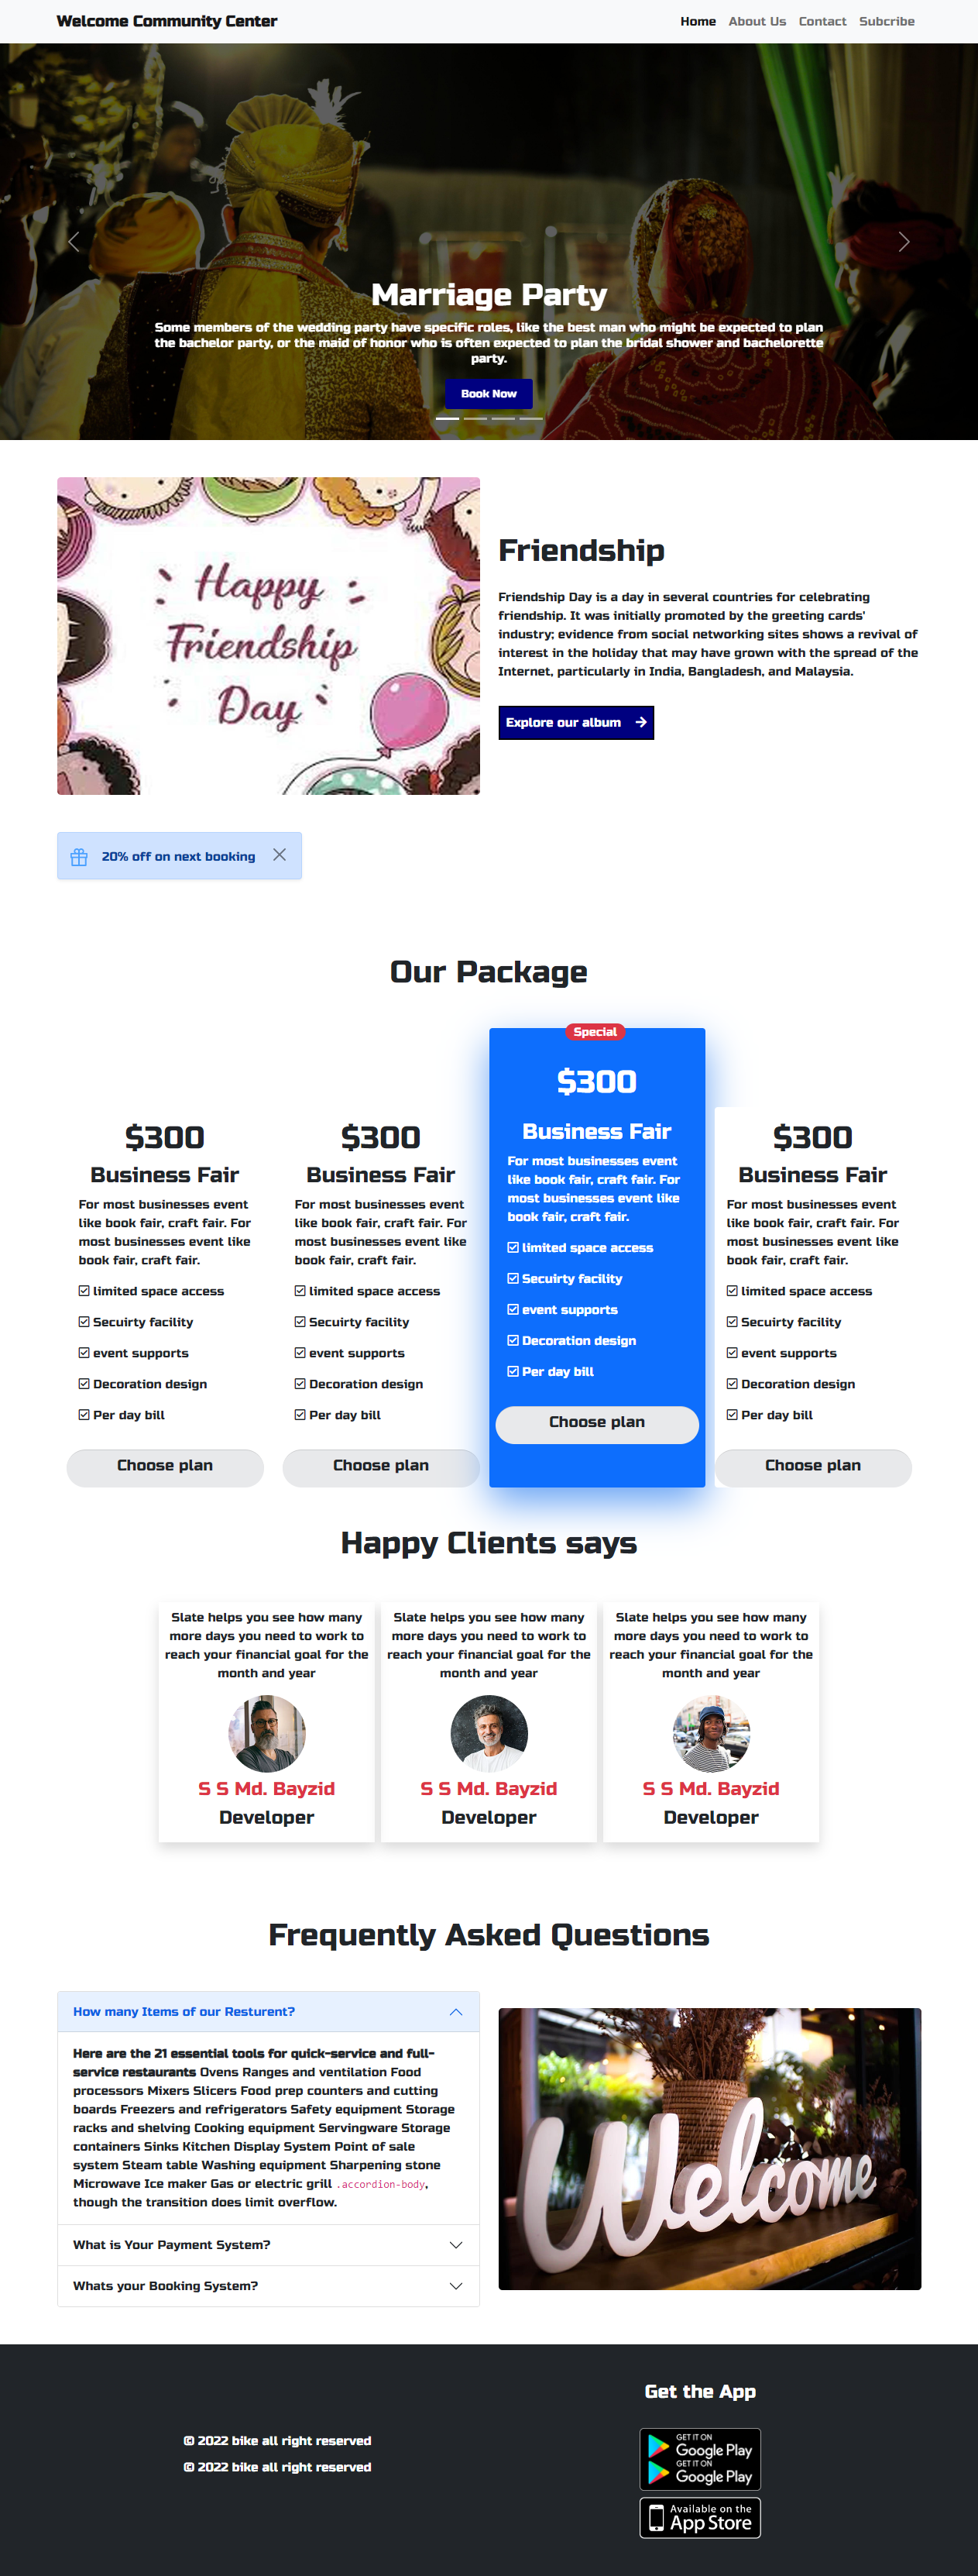 Welcome Community Center
Home About Us Contact Subcribe
Marriage Party
Some members of the wedding party have specific roles, like the best man who might be expected to plan
the bachelor party, or the maid of honor who is often expected to plan the bridal shower and bachelorette
party.
Book Now
Happy
Friendship
Day
Friendship
Friendship Day is a day in several countries for celebrating
friendship. It was initially promoted by the greeting cards'
industry; evidence from social networking sites shows a revival of
interest in the holiday that may have grown with the spread of the
Internet, particularly in India, Bangladesh, and Malaysia.
Explore our album
20% off on next booking
Our Package
$300
Business Fair
For most businesses event
like book fair, craft fair. For
most businesses event like
book fair, craft fair.
limited space access
Secuirty facility
event supports
Decoration design
Per day bill
Choose plan
$300
Business Fair
For most businesses event
like book fair, craft fair. For
most businesses event like
book fair, craft fair.
limited space access
Secuirty facility
event supports
Decoration design
Per day bill
Choose plan
Special
$300
Business Fair
For most businesses event
like book fair, craft fair. For
most businesses event like
book fair, craft fair.
limited space access
Secuirty facility
event supports
Decoration design
Per day bill
Choose plan
$300
Business Fair
For most businesses event
like book fair, craft fair. For
most businesses event like
book fair, craft fair.
limited space access
Secuirty facility
event supports
Decoration design
Per day bill
Choose plan
Happy Clients says
Slate helps you see how many
more days you need to work to
reach your financial goal for the
month and year
S S Md. Bayzid
Developer
Slate helps you see how many
more days you need to work to
reach your financial goal for the
month and year
S S Md. Bayzid
Developer
Slate helps you see how many
more days you need to work to
reach your financial goal for the
month and year
S S Md. Bayzid
Developer
Frequently Asked Questions
How many Items of our Resturent?
Here are the 21 essential tools for quick-service and full-
service restaurants Ovens Ranges and ventilation Food
processors Mixers Slicers Food prep counters and cutting
boards Freezers and refrigerators Safety equipment Storage
racks and shelving Cooking equipment Servingware Storage
containers Sinks Kitchen Display System Point of sale
system Steam table Washing equipment Sharpening stone
Microwave Ice maker Gas or electric grill .accordion-body,
though the transition does limit overflow.
What is Your Payment System?
Whats your Booking System?
Welcome
© 2022 bike all right reserved
© 2022 bike all right reserved
Get the App
GET IT ON
Google Play
GET IT ON
Google Play
Available on the
App Store